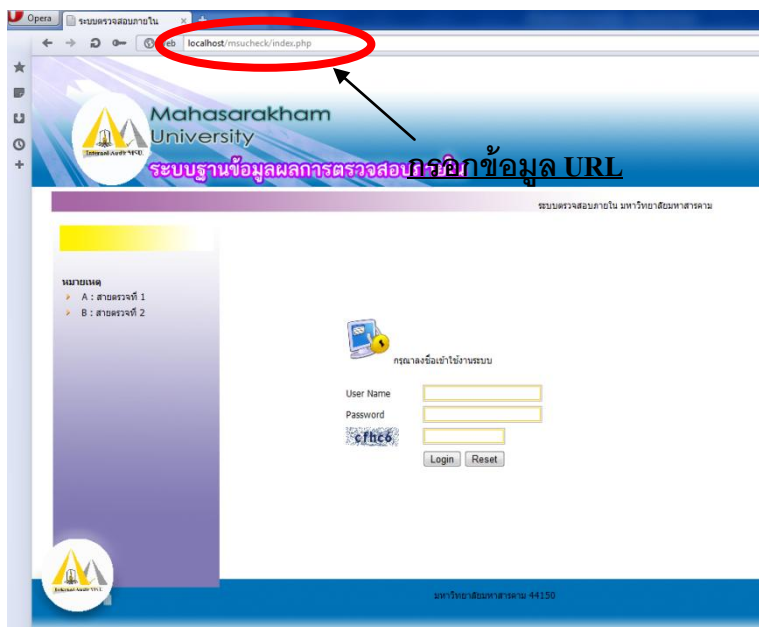 Opera
ระบบตรวจสอบภายใน
localhost/msucheck/index.php
Mahasarakham
University
Internal Audit MSU.
ระบบฐานข้อมูลผลการตรวจสอบภายใน
กรอกข้อมูล URL
ระบบตรวจสอบภายใน มหาวิทยาลัยมหาสารคาม
หมายเหตุ
A : สายตรวจที่ 1
B : สายตรวจที่ 2
กรุณาลงชื่อเข้าใช้งานระบบ
User Name
Password
cfhc6
Login Reset
Internal Audit MSU.
มหาวิทยาลัยมหาสารคาม 44150